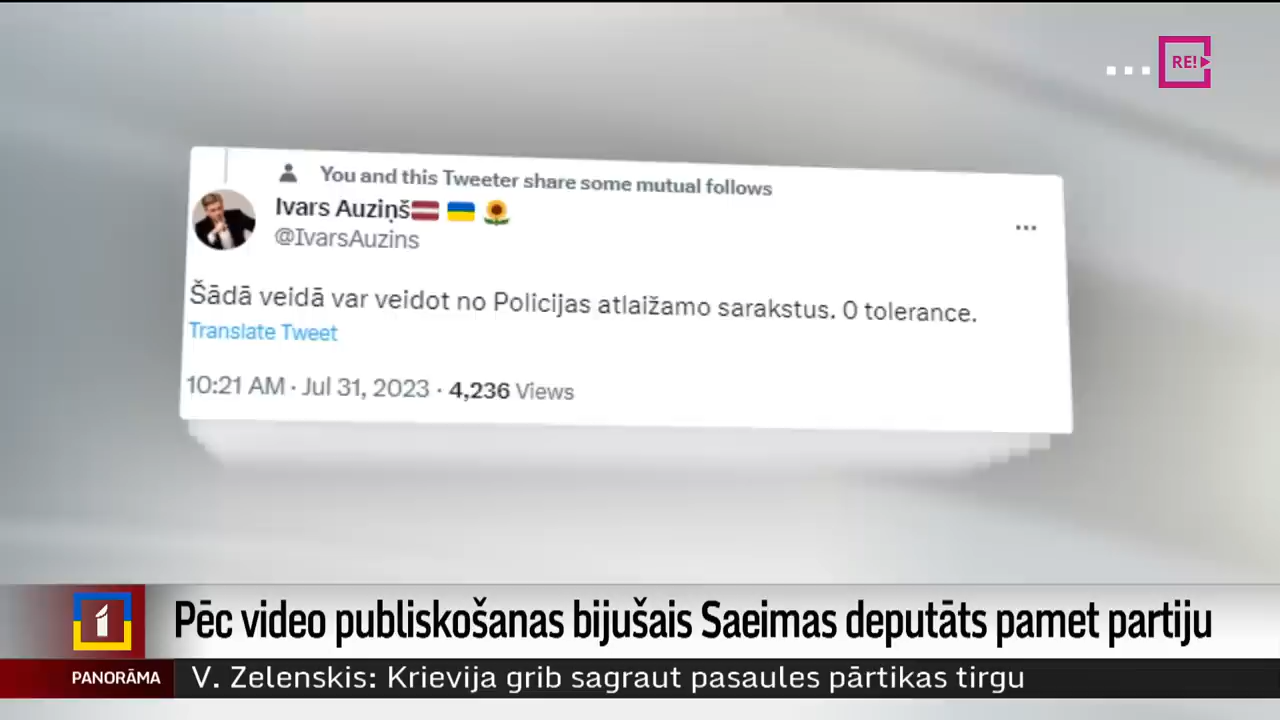 RE!
You and this Tweeter share some mutual follows
Ivars Auziņš
@IvarsAuzins
Šādā veidā var veidot no Policijas atlaižamo sarakstus. 0 tolerance.
Translate Tweet
10:21 AM · Jul 31, 2023 · 4,236 Views
1
Pēc video publiskošanas bijušais Saeimas deputāts pamet partiju
PANORĀMA
V. Zelenskis: Krievija grib sagraut pasaules pārtikas tirgu